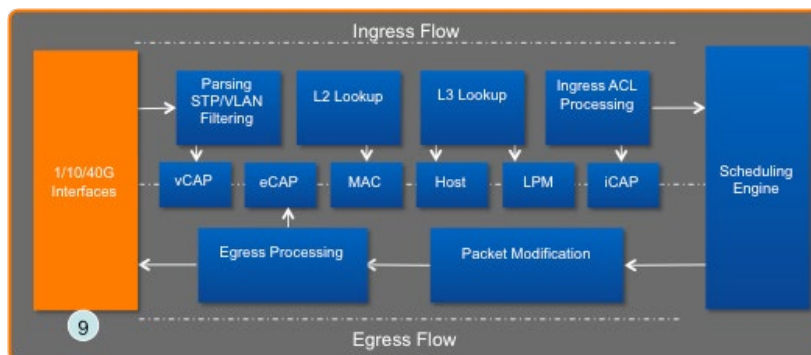 Ingress Flow
Parsing
STP/VLAN
Filtering
L2 Lookup
L3 Lookup
Ingress ACL
Processing
1/10/40G
Interfaces
vCAP
eCAP
MAC
Host
LPM
iCAP
Scheduling
Engine
Egress Processing
Packet Modification
9
Egress Flow